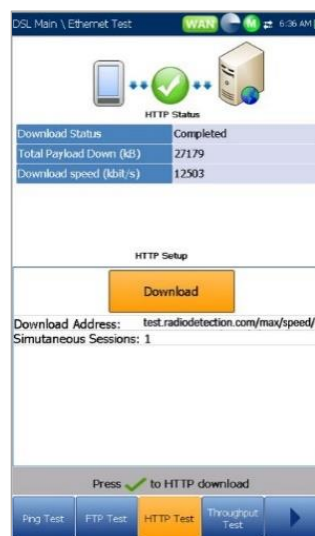 DSL Main \ Ethernet Test WAN M 6:36 AM
HTTP Status
Download Status Completed
Total Payload Down (kB) 27179
Download speed (kbit/s) 12503
HTTP Setup
Download
Download Address: test.radiodetection.com/max/speed/
Simutaneous Sessions: 1
Press to HTTP download
Ping Test FTP Test HTTP Test Throughput Test